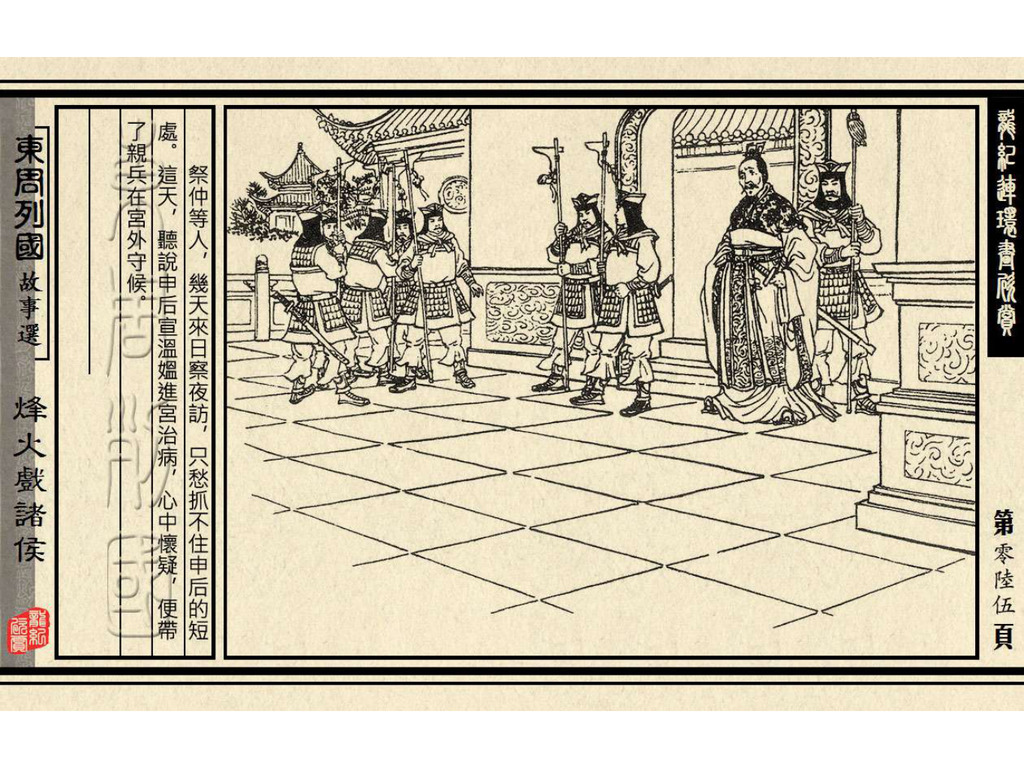 龍紀連環畫欣賞
第零陸伍頁
祭仲等人，幾天來日察夜訪，只愁抓不住申后的短
處。這天，聽說申后宣溫媼進宮治病，心中懷疑，便帶
了親兵在宮外守候。
東周列國故事選
烽火戲諸侯